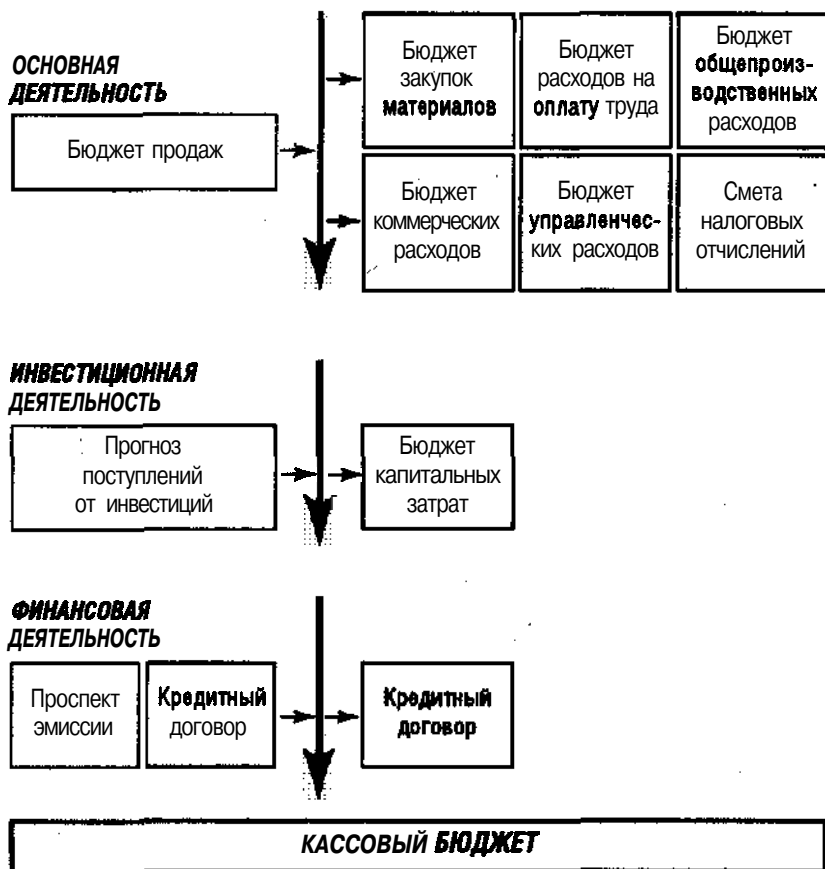 ОСНОВНАЯ
ДЕЯТЕЛЬНОСТЬ
Бюджет продаж
Бюджет
закупок
материалов
Бюджет
расходов на
оплату труда
Бюджет
общепроиз-
водственных
расходов
Бюджет
коммерческих
расходов
Бюджет
управленчес-
ких расходов
Смета
налоговых
отчислений
ИНВЕСТИЦИОННАЯ
ДЕЯТЕЛЬНОСТЬ
Прогноз
поступлений
от инвестиций
Бюджет
капитальных
затрат
ФИНАНСОВАЯ
ДЕЯТЕЛЬНОСТЬ
Проспект
эмиссии
Кредитный
договор
Кредитный
договор
КАССОВЫЙ БЮДЖЕТ